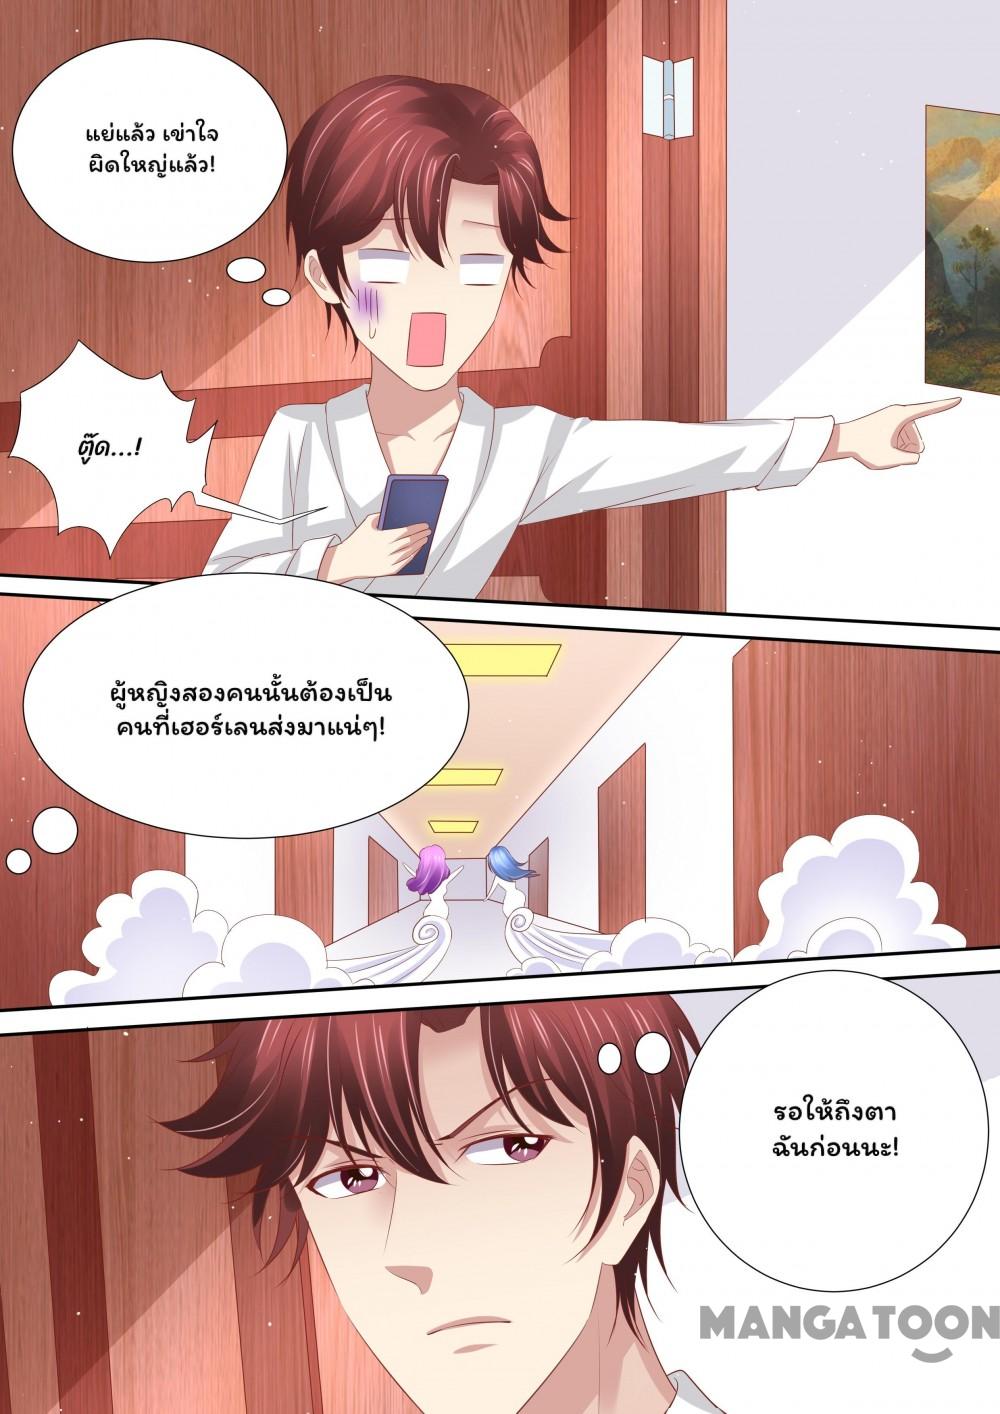 แย่แล้ว เข่าใจ
ผิดใหญ่แล้ว!
ตู๊ด...!
ผู้หญิงสองคนนั้นต้องเป็น
คนที่เฮอร์เลนส่งมาแน่ๆ!
รอให้ถึงตา
ฉันก่อนนะ!
MANGATOON